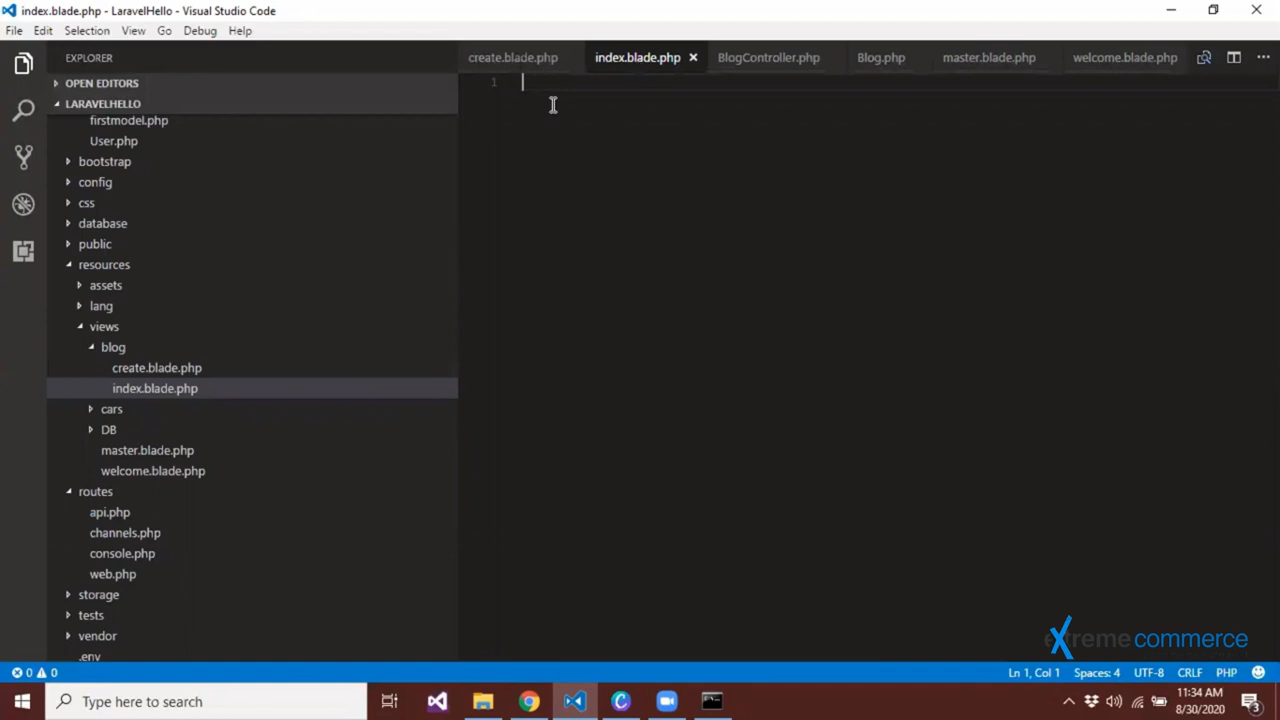 index.blade.php - LaravelHello - Visual Studio Code
File Edit Selection View Go Debug Help
EXPLORER
create.blade.php index.blade.php BlogController.php Blog.php master.blade.php welcome.blade.php
OPEN EDITORS
1
LARAVELHELLO
firstmodel.php
User.php
bootstrap
config
css
database
public
resources
assets
lang
views
blog
create.blade.php
index.blade.php
cars
DB
master.blade.php
welcome.blade.php
routes
api.php
channels.php
console.php
web.php
storage
tests
vendor
.env
extreme commerce
0 0 Ln 1, Col 1 Spaces: 4 UTF-8 CRLF PHP
Type here to search
11:34 AM
8/30/2020
3